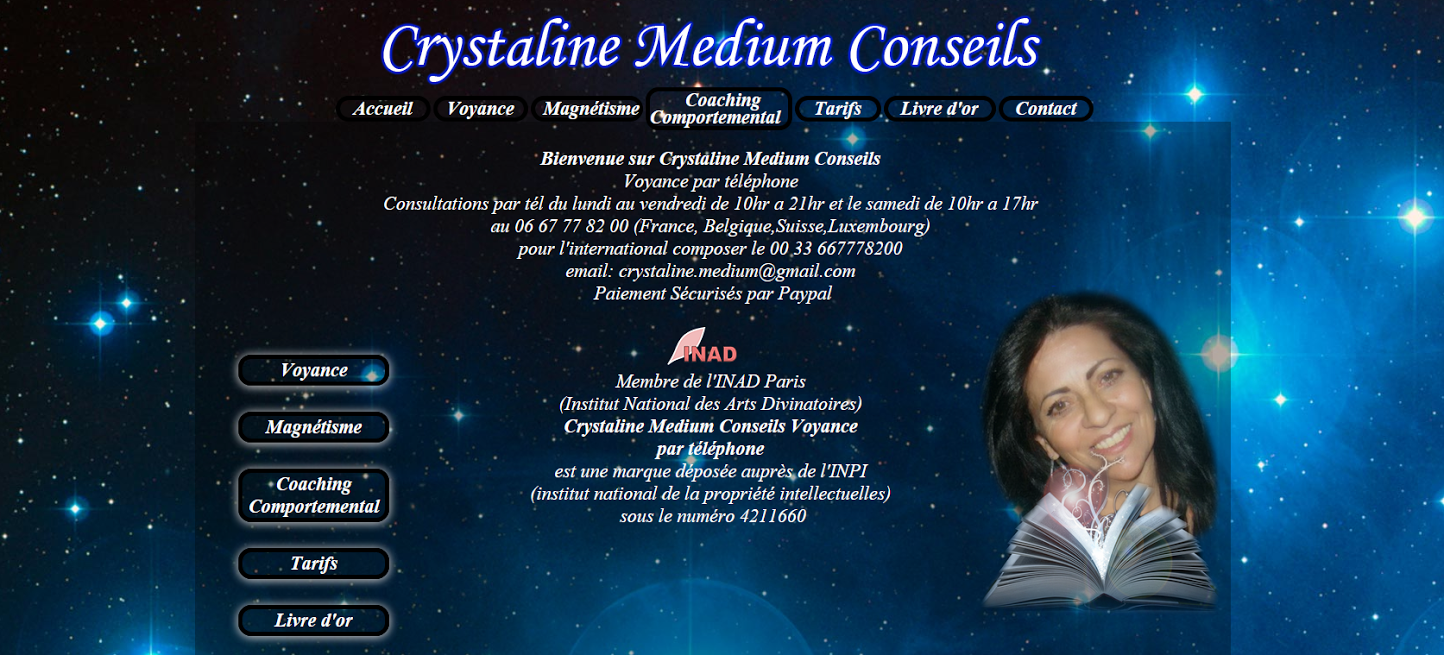 Crystaline Medium Conseils
Accueil
Voyance
Magnétisme
Coaching
Comportemental
Tarifs
Livre d'or
Contact
Bienvenue sur Crystaline Medium Conseils
Voyance par téléphone
Consultations par tél du lundi au vendredi de 10hr a 21hr et le samedi de 10hr a 17hr
au 06 67 77 82 00 (France, Belgique,Suisse,Luxembourg)
pour l'international composer le 00 33 667778200
email: crystaline.medium@gmail.com
Paiement Sécurisés par Paypal
INAD
Membre de l'INAD Paris
(Institut National des Arts Divinatoires)
Crystaline Medium Conseils Voyance
par téléphone
est une marque déposée auprès de l'INPI
(institut national de la propriété intellectuelles)
sous le numéro 4211660
Voyance
Magnétisme
Coaching
Comportemental
Tarifs
Livre d'or